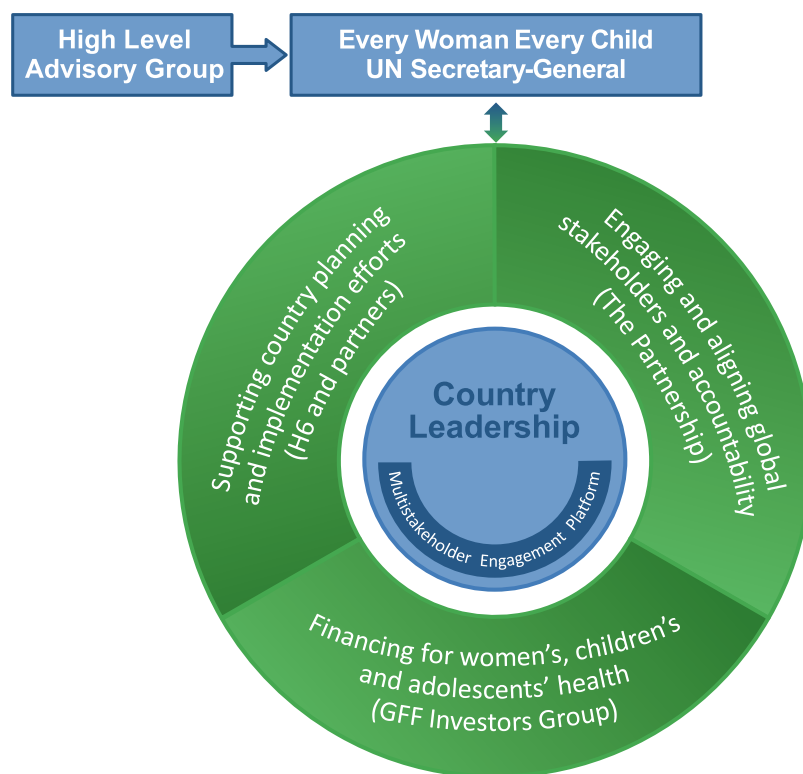 High Level
Advisory Group
Every Woman Every Child
UN Secretary-General
Supporting country planning
and implementation efforts
(H6 and partners)
Engaging and aligning global
stakeholders and accountability
(The Partnership)
Country
Leadership
Multistakeholder Engagement Platform
Financing for women’s, children’s
and adolescents’ health
(GFF Investors Group)